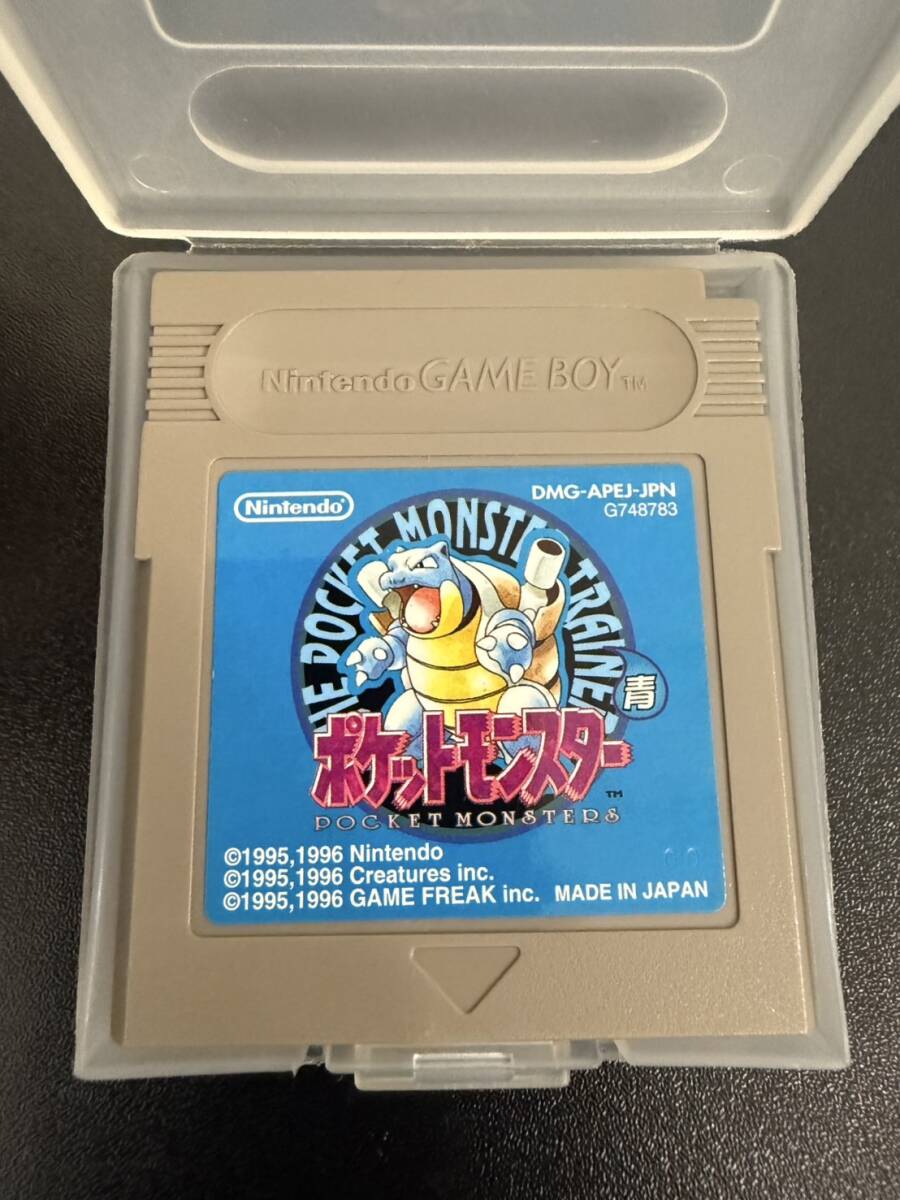 Nintendo GAME BOY TM
Nintendo
DMG-APEJ-JPN
G748783
THE POCKET MONSTER TRAINER
青
ポケットモンスター
TM
POCKET MONSTERS
©1995,1996 Nintendo
©1995,1996 Creatures inc.
©1995,1996 GAME FREAK inc. MADE IN JAPAN